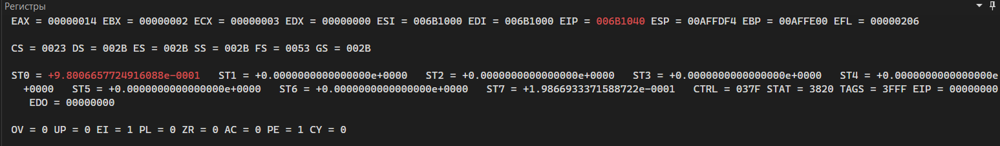 Регистры
EAX = 00000014 EBX = 00000002 ECX = 00000003 EDX = 00000000 ESI = 006B1000 EDI = 006B1000 EIP = 006B1040 ESP = 00AFFDF4 EBP = 00AFFE00 EFL = 00000206
CS = 0023 DS = 002B ES = 002B SS = 002B FS = 0053 GS = 002B
ST0 = +9.8006657724916088e-0001 ST1 = +0.0000000000000000e+0000 ST2 = +0.0000000000000000e+0000 ST3 = +0.0000000000000000e+0000 ST4 = +0.0000000000000000e
+0000 ST5 = +0.0000000000000000e+0000 ST6 = +0.0000000000000000e+0000 ST7 = +1.9866933371588722e-0001 CTRL = 037F STAT = 3820 TAGS = 3FFF EIP = 00000000
EDO = 00000000
OV = 0 UP = 0 EI = 1 PL = 0 ZR = 0 AC = 0 PE = 1 CY = 0